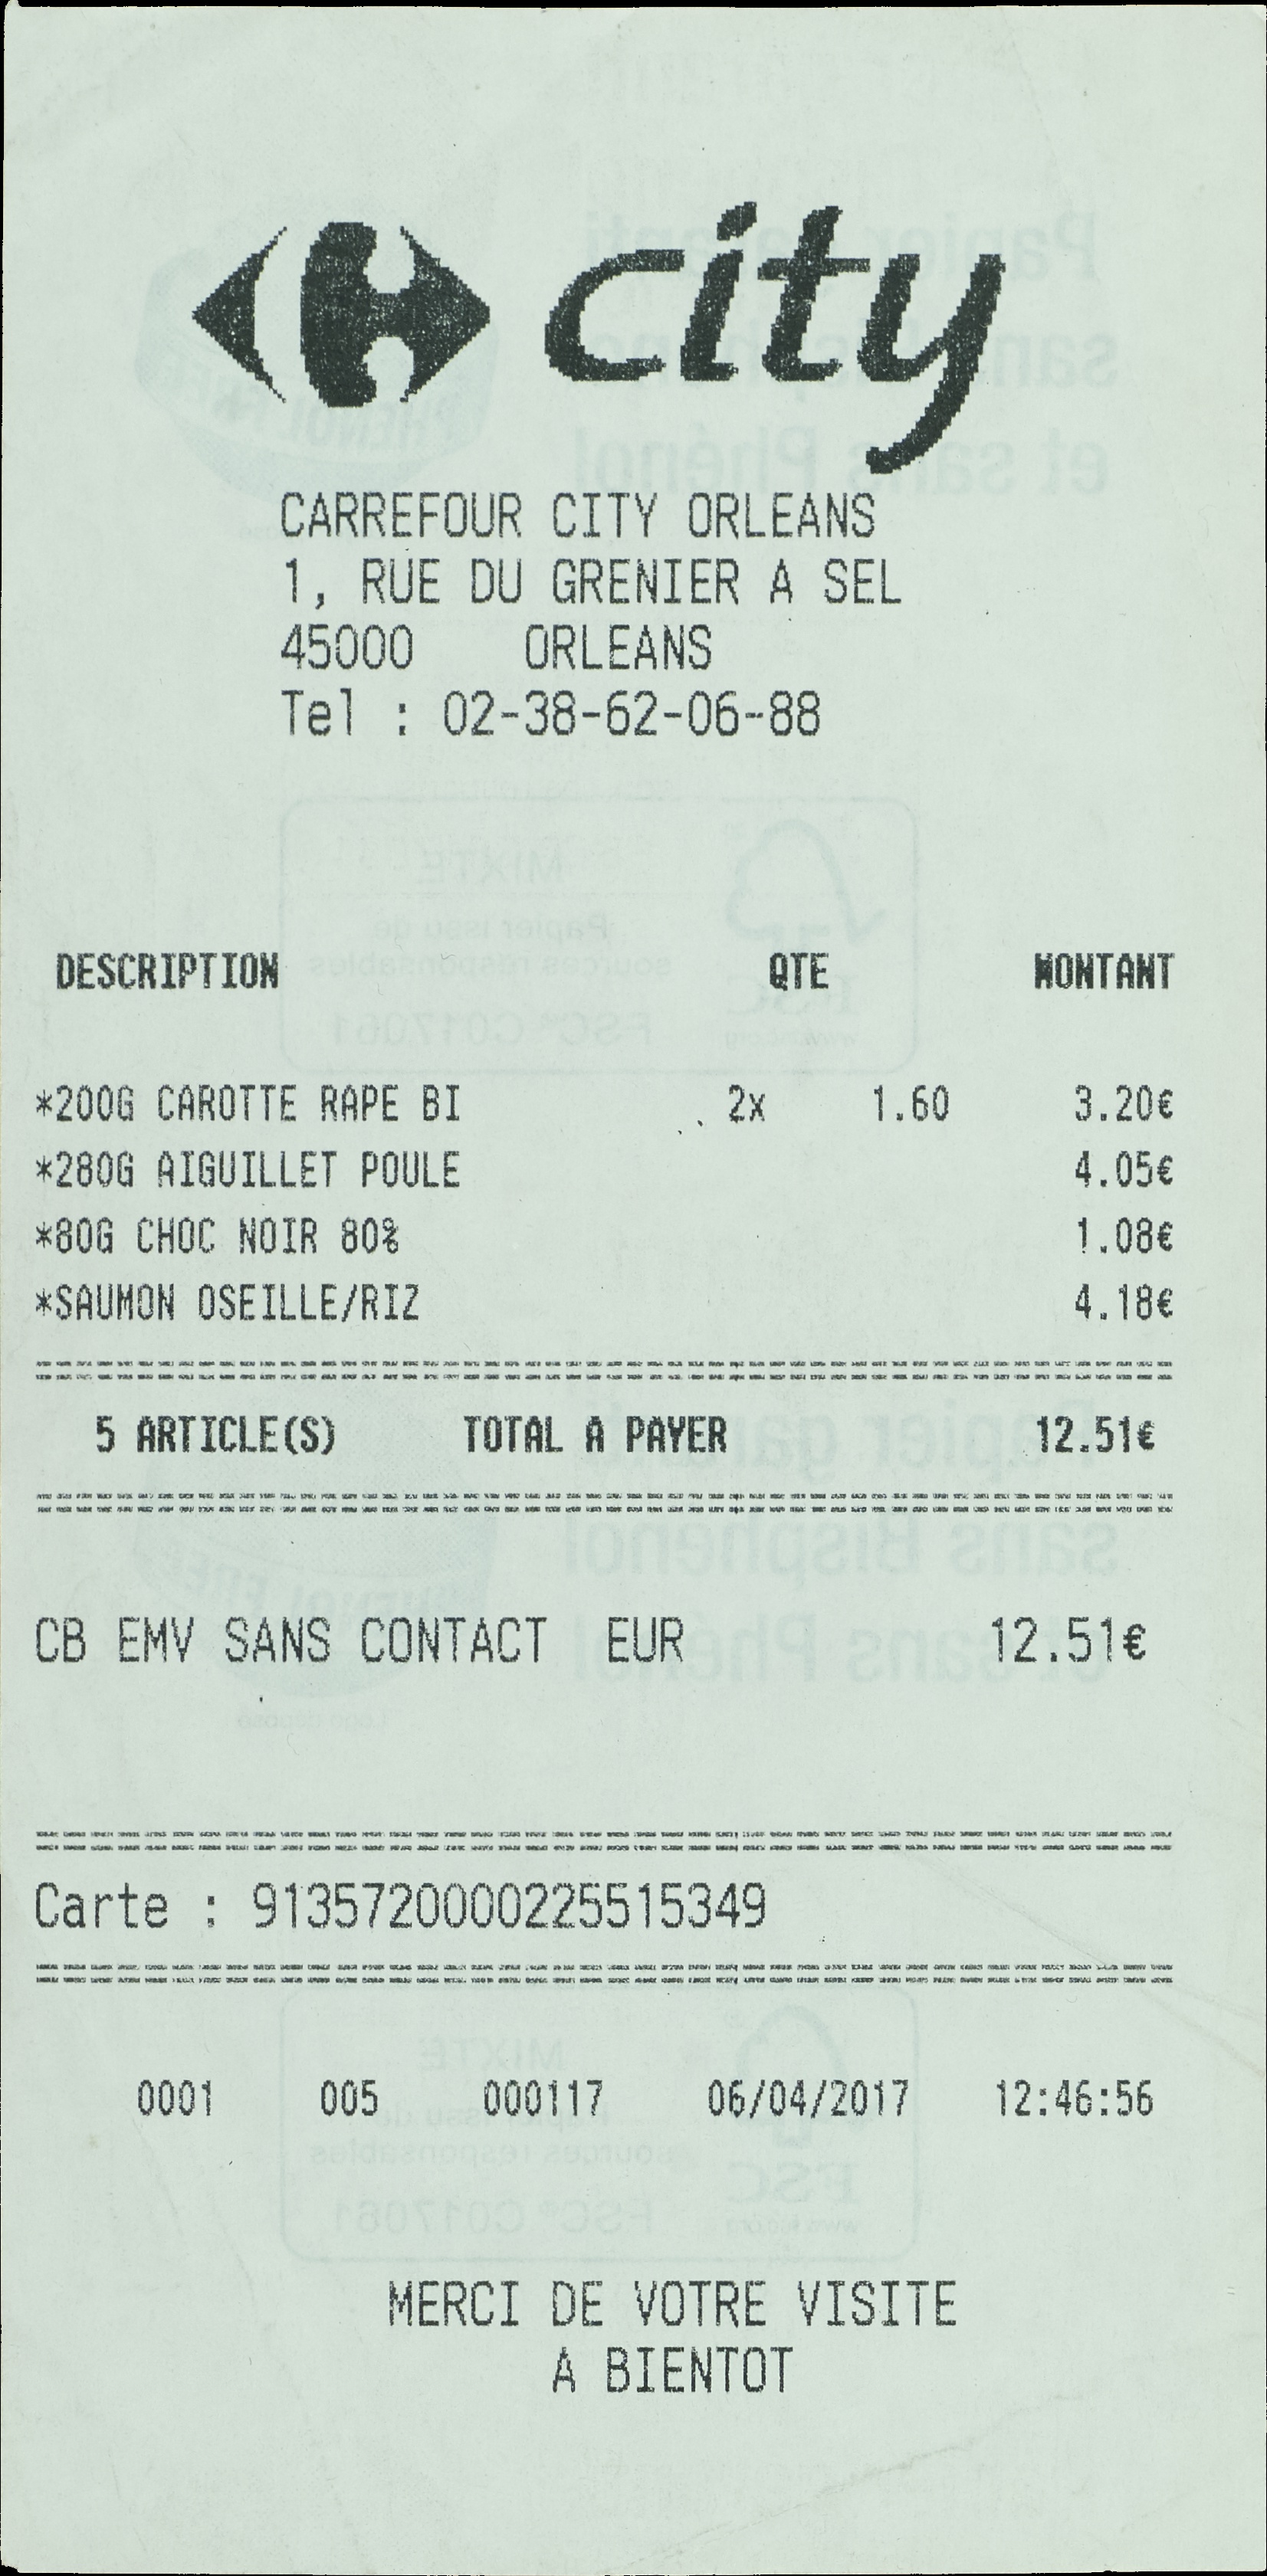 city
CARREFOUR CITY ORLEANS
1, RUE DU GRENIER A SEL
45000 ORLEANS
Tel : 02-38-62-06-88
DESCRIPTION QTE MONTANT
*200G CAROTTE RAPE BI 2x 1.60 3.20€
*280G AIGUILLET POULE 4.05€
*80G CHOC NOIR 80% 1.08€
*SAUMON OSEILLE/RIZ 4.18€
5 ARTICLE(S) TOTAL A PAYER 12.51€
CB EMV SANS CONTACT EUR 12.51€
Carte : 9135720000225515349
0001 005 000117 06/04/2017 12:46:56
MERCI DE VOTRE VISITE
A BIENTOT